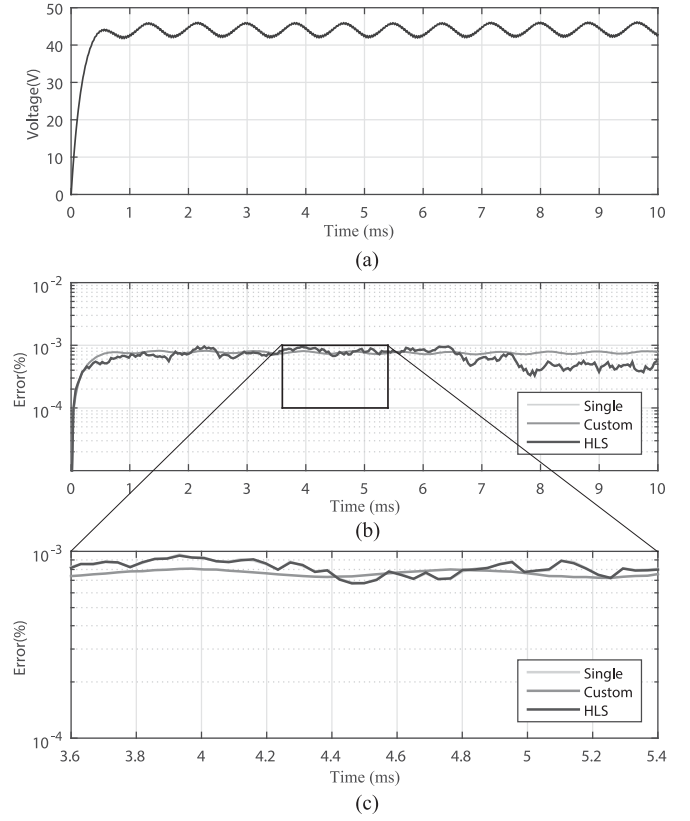 50
40
30
20
10
0
Voltage(V)
0 1 2 3 4 5 6 7 8 9 10
Time (ms)
(a)
10^-2
10^-3
10^-4
Error(%)
Single
Custom
HLS
0 1 2 3 4 5 6 7 8 9 10
Time (ms)
(b)
10^-3
10^-4
Error(%)
Single
Custom
HLS
3.6 3.8 4 4.2 4.4 4.6 4.8 5 5.2 5.4
Time (ms)
(c)